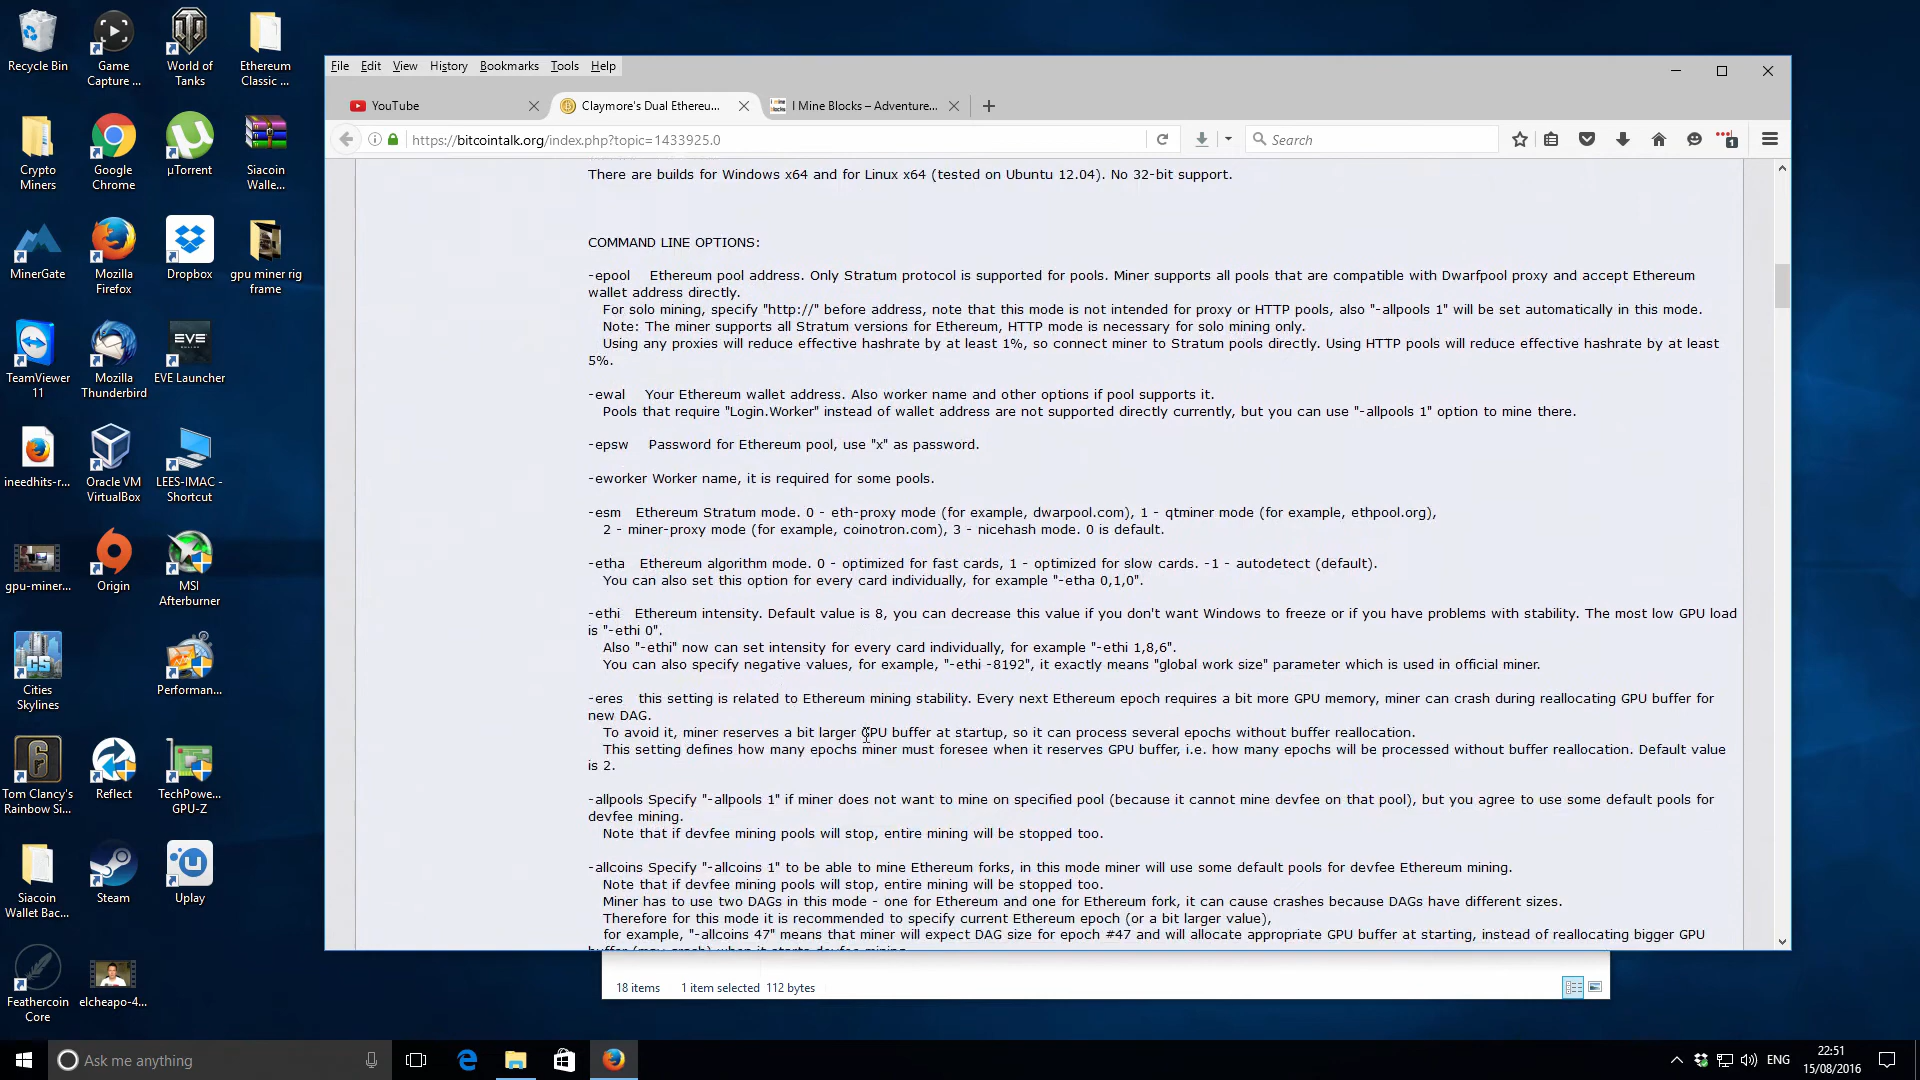 Recycle Bin
Game Capture ...
World of Tanks
Ethereum Classic ...
Crypto Miners
Google Chrome
µTorrent
Siacoin Walle...
MinerGate
Mozilla Firefox
Dropbox
gpu miner rig frame
TeamViewer 11
Mozilla Thunderbird
EVE
EVE Launcher
ineedhits-r...
Oracle VM VirtualBox
LEES-IMAC - Shortcut
gpu-miner...
Origin
MSI Afterburner
Cities Skylines
Performan...
Tom Clancy's Rainbow Si...
Reflect
TechPowe... GPU-Z
Siacoin Wallet Bac...
Steam
Uplay
Feathercoin Core
elcheapo-4...
File Edit View History Bookmarks Tools Help
YouTube
Claymore's Dual Ethereu...
I Mine Blocks – Adventure...
https://bitcointalk.org/index.php?topic=1433925.0
Search
1
There are builds for Windows x64 and for Linux x64 (tested on Ubuntu 12.04). No 32-bit support.
COMMAND LINE OPTIONS:
-epool Ethereum pool address. Only Stratum protocol is supported for pools. Miner supports all pools that are compatible with Dwarfpool proxy and accept Ethereum
wallet address directly.
For solo mining, specify "http://" before address, note that this mode is not intended for proxy or HTTP pools, also "-allpools 1" will be set automatically in this mode.
Note: The miner supports all Stratum versions for Ethereum, HTTP mode is necessary for solo mining only.
Using any proxies will reduce effective hashrate by at least 1%, so connect miner to Stratum pools directly. Using HTTP pools will reduce effective hashrate by at least
5%.
-ewal Your Ethereum wallet address. Also worker name and other options if pool supports it.
Pools that require "Login.Worker" instead of wallet address are not supported directly currently, but you can use "-allpools 1" option to mine there.
-epsw Password for Ethereum pool, use "x" as password.
-eworker Worker name, it is required for some pools.
-esm Ethereum Stratum mode. 0 - eth-proxy mode (for example, dwarpool.com), 1 - qtminer mode (for example, ethpool.org),
2 - miner-proxy mode (for example, coinotron.com), 3 - nicehash mode. 0 is default.
-etha Ethereum algorithm mode. 0 - optimized for fast cards, 1 - optimized for slow cards. -1 - autodetect (default).
You can also set this option for every card individually, for example "-etha 0,1,0".
-ethi Ethereum intensity. Default value is 8, you can decrease this value if you don't want Windows to freeze or if you have problems with stability. The most low GPU load
is "-ethi 0".
Also "-ethi" now can set intensity for every card individually, for example "-ethi 1,8,6".
You can also specify negative values, for example, "-ethi -8192", it exactly means "global work size" parameter which is used in official miner.
-eres this setting is related to Ethereum mining stability. Every next Ethereum epoch requires a bit more GPU memory, miner can crash during reallocating GPU buffer for
new DAG.
To avoid it, miner reserves a bit larger GPU buffer at startup, so it can process several epochs without buffer reallocation.
This setting defines how many epochs miner must foresee when it reserves GPU buffer, i.e. how many epochs will be processed without buffer reallocation. Default value
is 2.
-allpools Specify "-allpools 1" if miner does not want to mine on specified pool (because it cannot mine devfee on that pool), but you agree to use some default pools for
devfee mining.
Note that if devfee mining pools will stop, entire mining will be stopped too.
-allcoins Specify "-allcoins 1" to be able to mine Ethereum forks, in this mode miner will use some default pools for devfee Ethereum mining.
Note that if devfee mining pools will stop, entire mining will be stopped too.
Miner has to use two DAGs in this mode - one for Ethereum and one for Ethereum fork, it can cause crashes because DAGs have different sizes.
Therefore for this mode it is recommended to specify current Ethereum epoch (or a bit larger value),
for example, "-allcoins 47" means that miner will expect DAG size for epoch #47 and will allocate appropriate GPU buffer at starting, instead of reallocating bigger GPU
buffer (may crash) when it starts devfee mining.
18 items 1 item selected 112 bytes
Ask me anything
ENG
22:51
15/08/2016